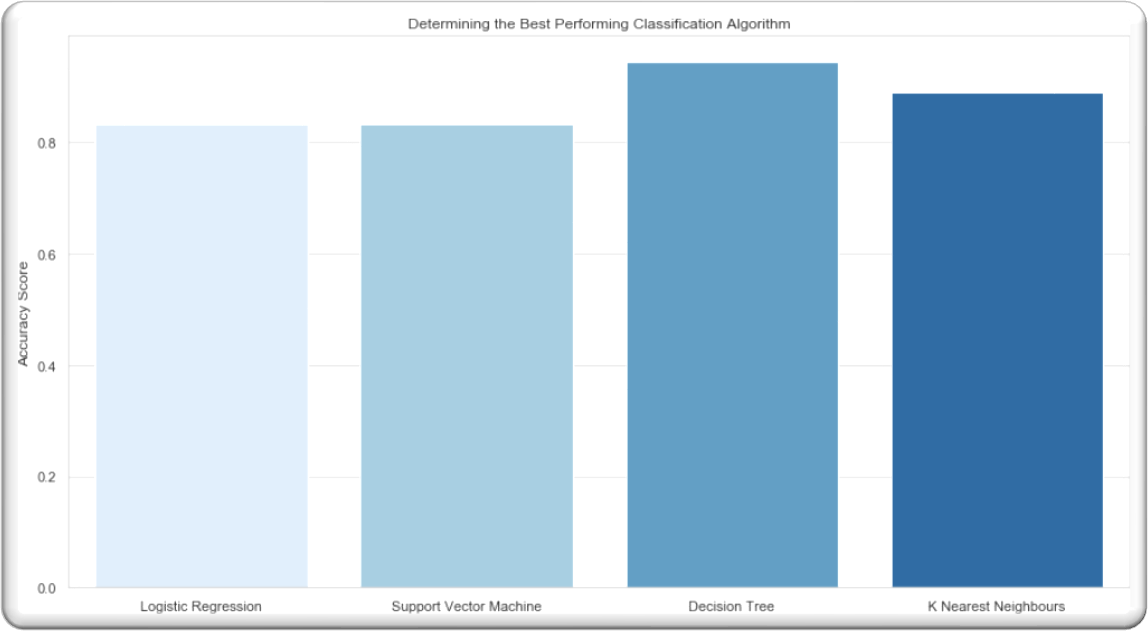 Determining the Best Performing Classification Algorithm
Accuracy Score
0.8
0.6
0.4
0.2
0.0
Logistic Regression
Support Vector Machine
Decision Tree
K Nearest Neighbours